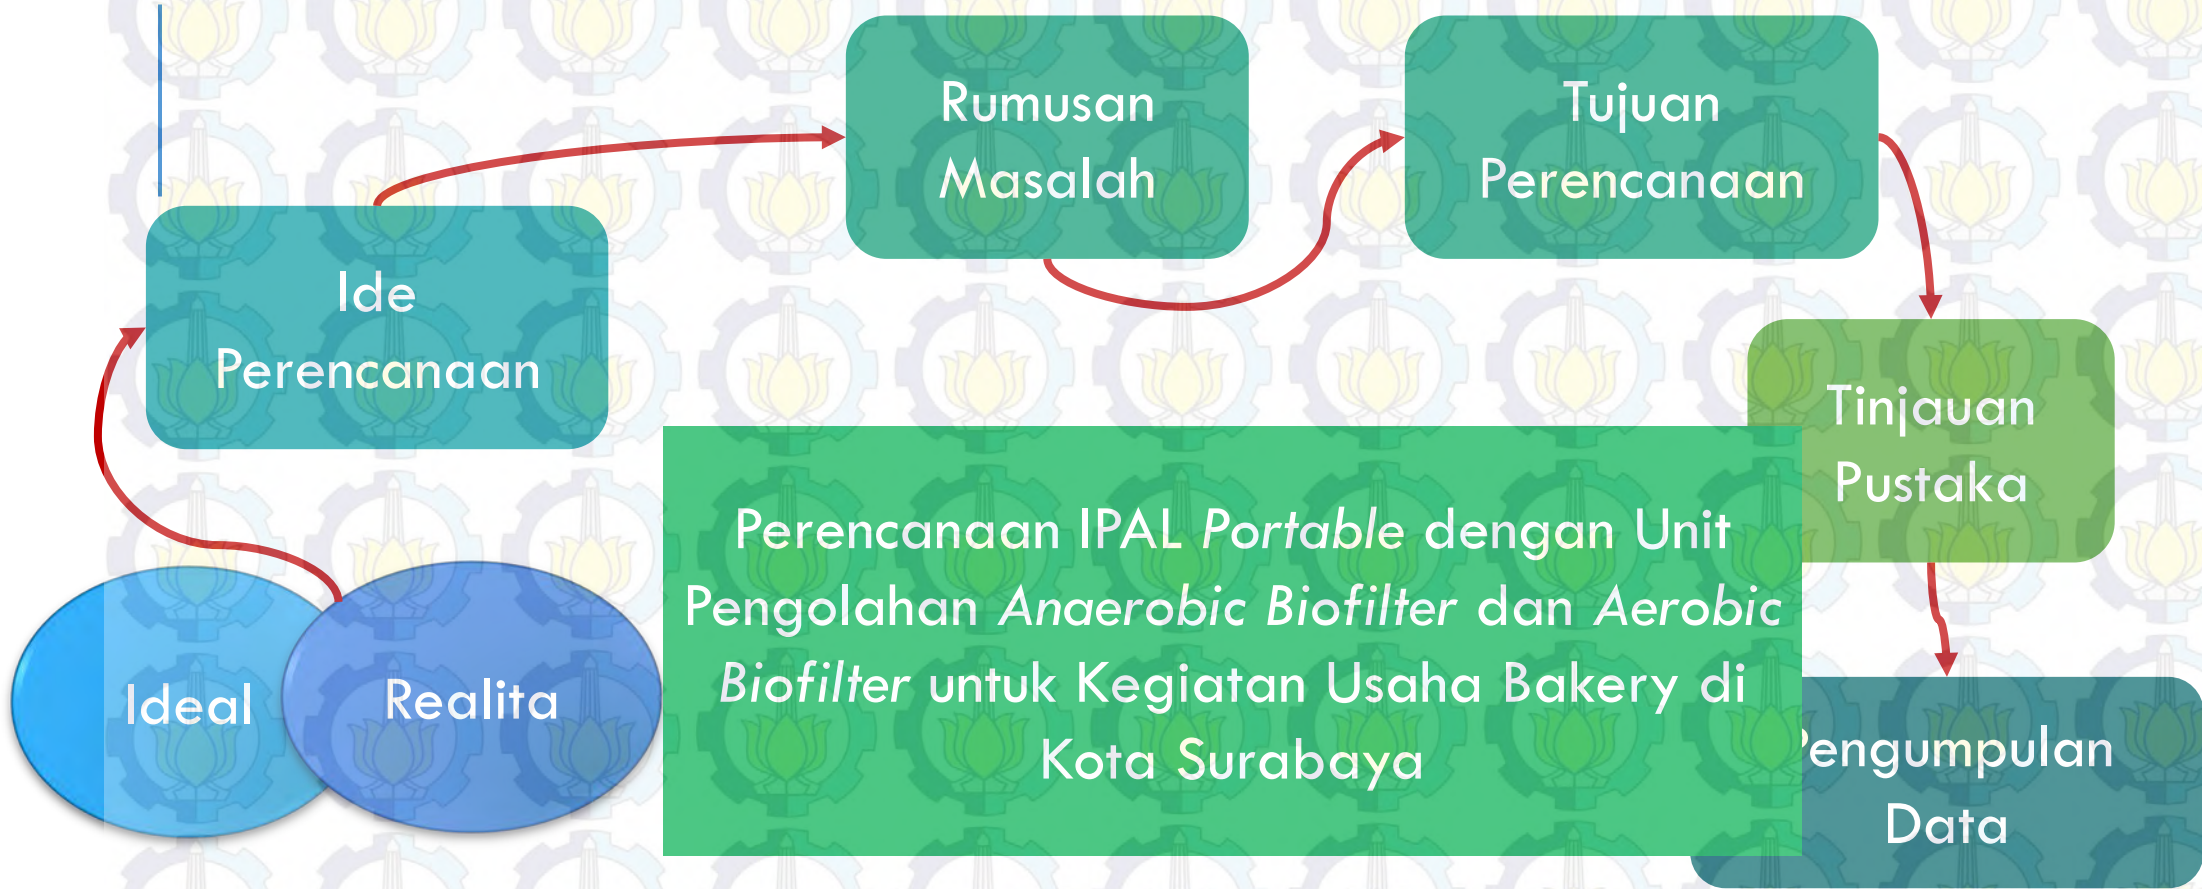 Rumusan
Masalah
Tujuan
Perencanaan
Ide
Perencanaan
Tinjauan
Pustaka
Perencanaan IPAL Portable dengan Unit
Pengolahan Anaerobic Biofilter dan Aerobic
Biofilter untuk Kegiatan Usaha Bakery di
Kota Surabaya
Ideal
Realita
Pengumpulan
Data